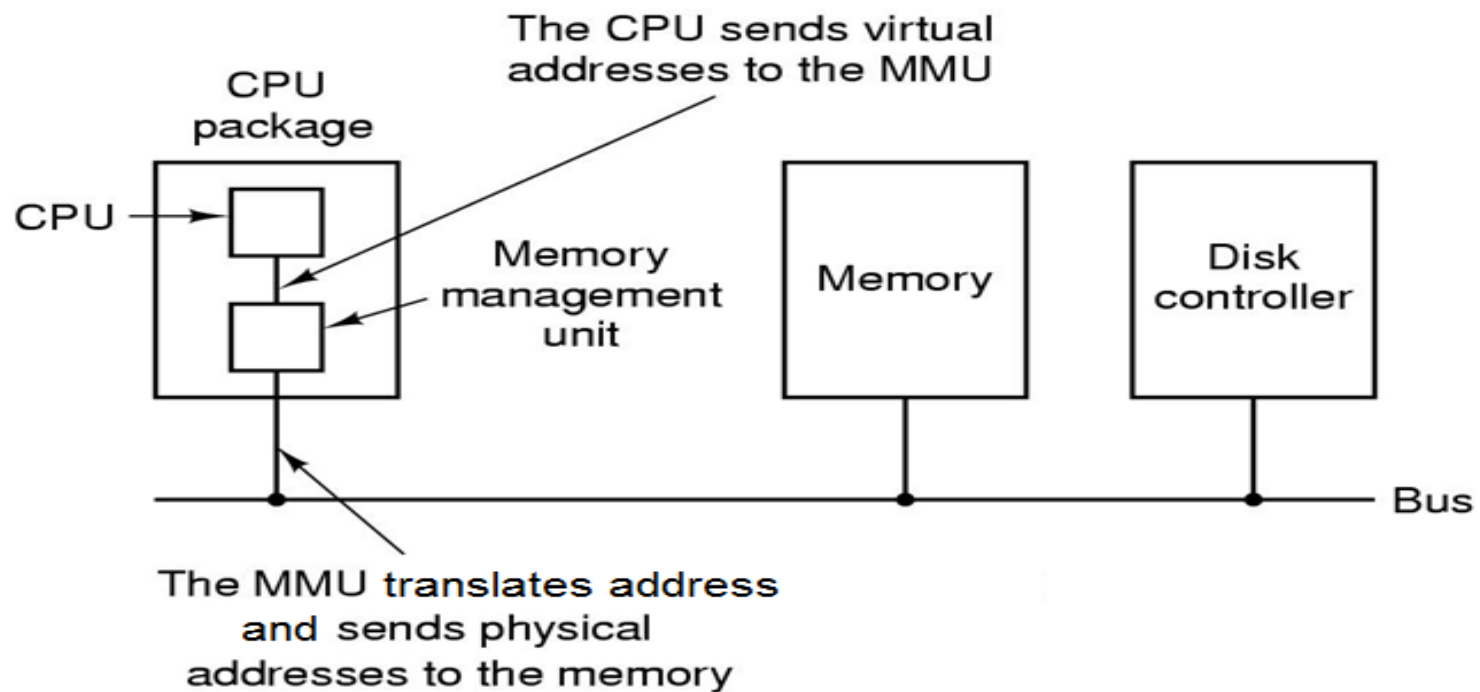 The CPU sends virtual
addresses to the MMU
CPU
package
CPU
Memory
management
unit
Memory
Disk
controller
Bus
The MMU translates address
and sends physical
addresses to the memory